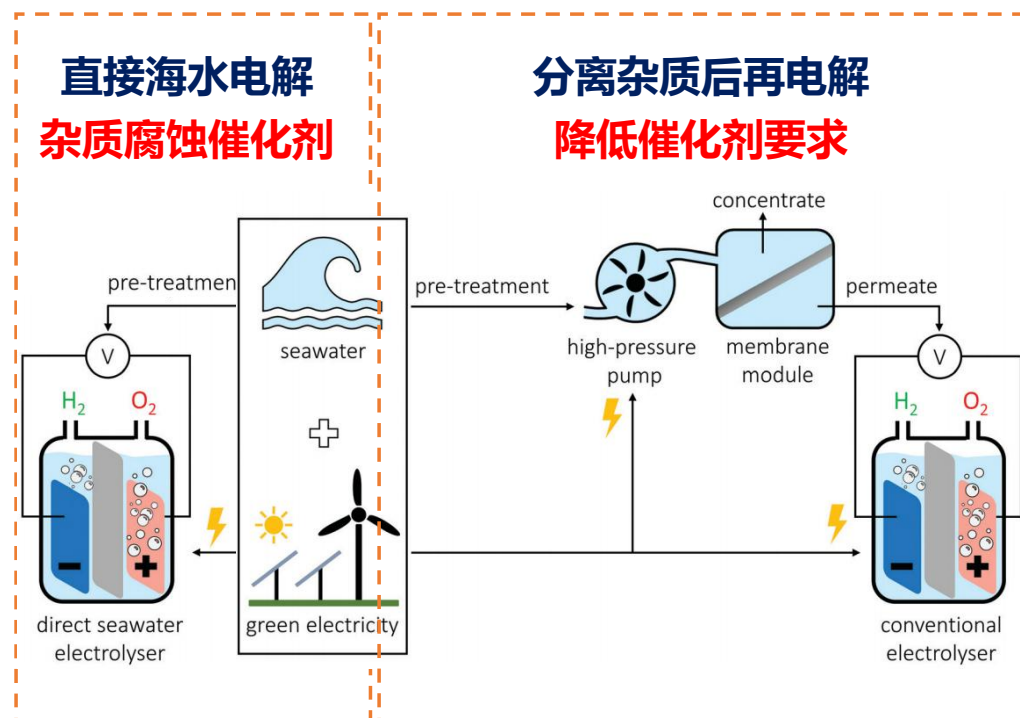 直接海水电解
杂质腐蚀催化剂
分离杂质后再电解
降低催化剂要求
pre-treatmen
V
H₂ O₂
direct seawater
electrolyser
seawater
green electricity
pre-treatment
high-pressure
pump
concentrate
membrane
module
permeate
V
H₂ O₂
conventional
electrolyser